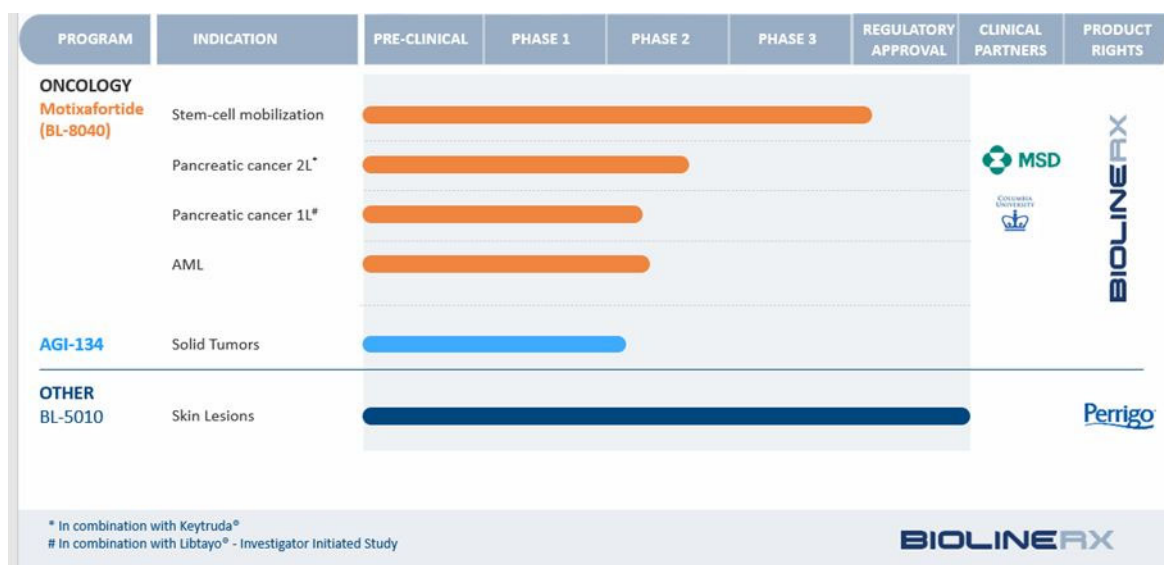 PROGRAM
INDICATION
PRE-CLINICAL
PHASE 1
PHASE 2
PHASE 3
REGULATORY
APPROVAL
CLINICAL
PARTNERS
PRODUCT
RIGHTS
ONCOLOGY
Motixafortide
(BL-8040)
Stem-cell mobilization
Pancreatic cancer 2L*
MSD
Pancreatic cancer 1L#
COLUMBIA
UNIVERSITY
AML
BIOLINERX
AGI-134
Solid Tumors
OTHER
BL-5010
Skin Lesions
Perrigo
* In combination with Keytruda®
# In combination with Libtayo® - Investigator Initiated Study
BIOLINERX